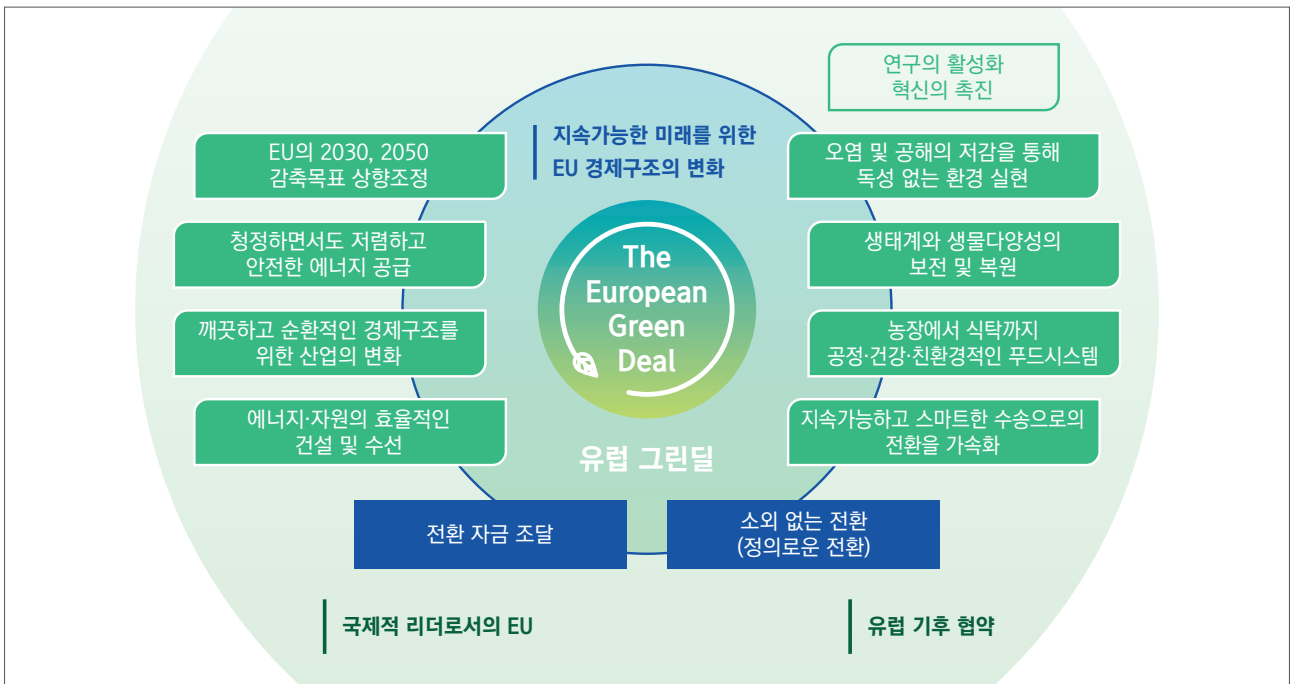 연구의 활성화
혁신의 촉진
지속가능한 미래를 위한
EU 경제구조의 변화
EU의 2030, 2050
감축목표 상향조정
청정하면서도 저렴하고
안전한 에너지 공급
깨끗하고 순환적인 경제구조를
위한 산업의 변화
에너지·자원의 효율적인
건설 및 수선
The
European
Green
Deal
유럽 그린딜
오염 및 공해의 저감을 통해
독성 없는 환경 실현
생태계와 생물다양성의
보전 및 복원
농장에서 식탁까지
공정·건강·친환경적인 푸드시스템
지속가능하고 스마트한 수송으로의
전환을 가속화
전환 자금 조달
소외 없는 전환
(정의로운 전환)
국제적 리더로서의 EU
유럽 기후 협약